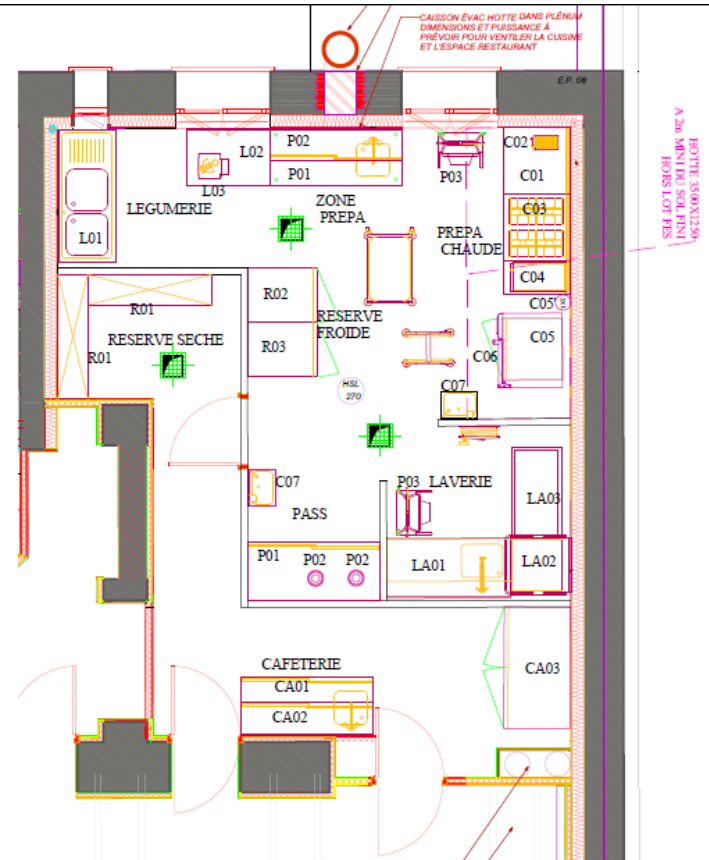 CAISSON ÉVAC HOTTE DANS PLÉNUM
DIMENSIONS ET PUISSANCE À
PRÉVOIR POUR VENTILER LA CUISINE
ET L'ESPACE RESTAURANT
E.P. 08
HOTTE 3500X1250
A 2m MINI DU SOL FINI
HORS LOT FES
P02
L02
P01
L03
P03
C02
C01
ZONE
PREPA
LEGUMERIE
L01
C03
PREPA
CHAUDE
C04
C05'
R02
R01
RESERVE
FROIDE
RESERVE SECHE
R01
R03
C05
C06
HSL
270
C07
C07
P03
LAVERIE
LA03
PASS
P01
P02
P02
LA01
LA02
CAFETERIE
CA01
CA02
CA03